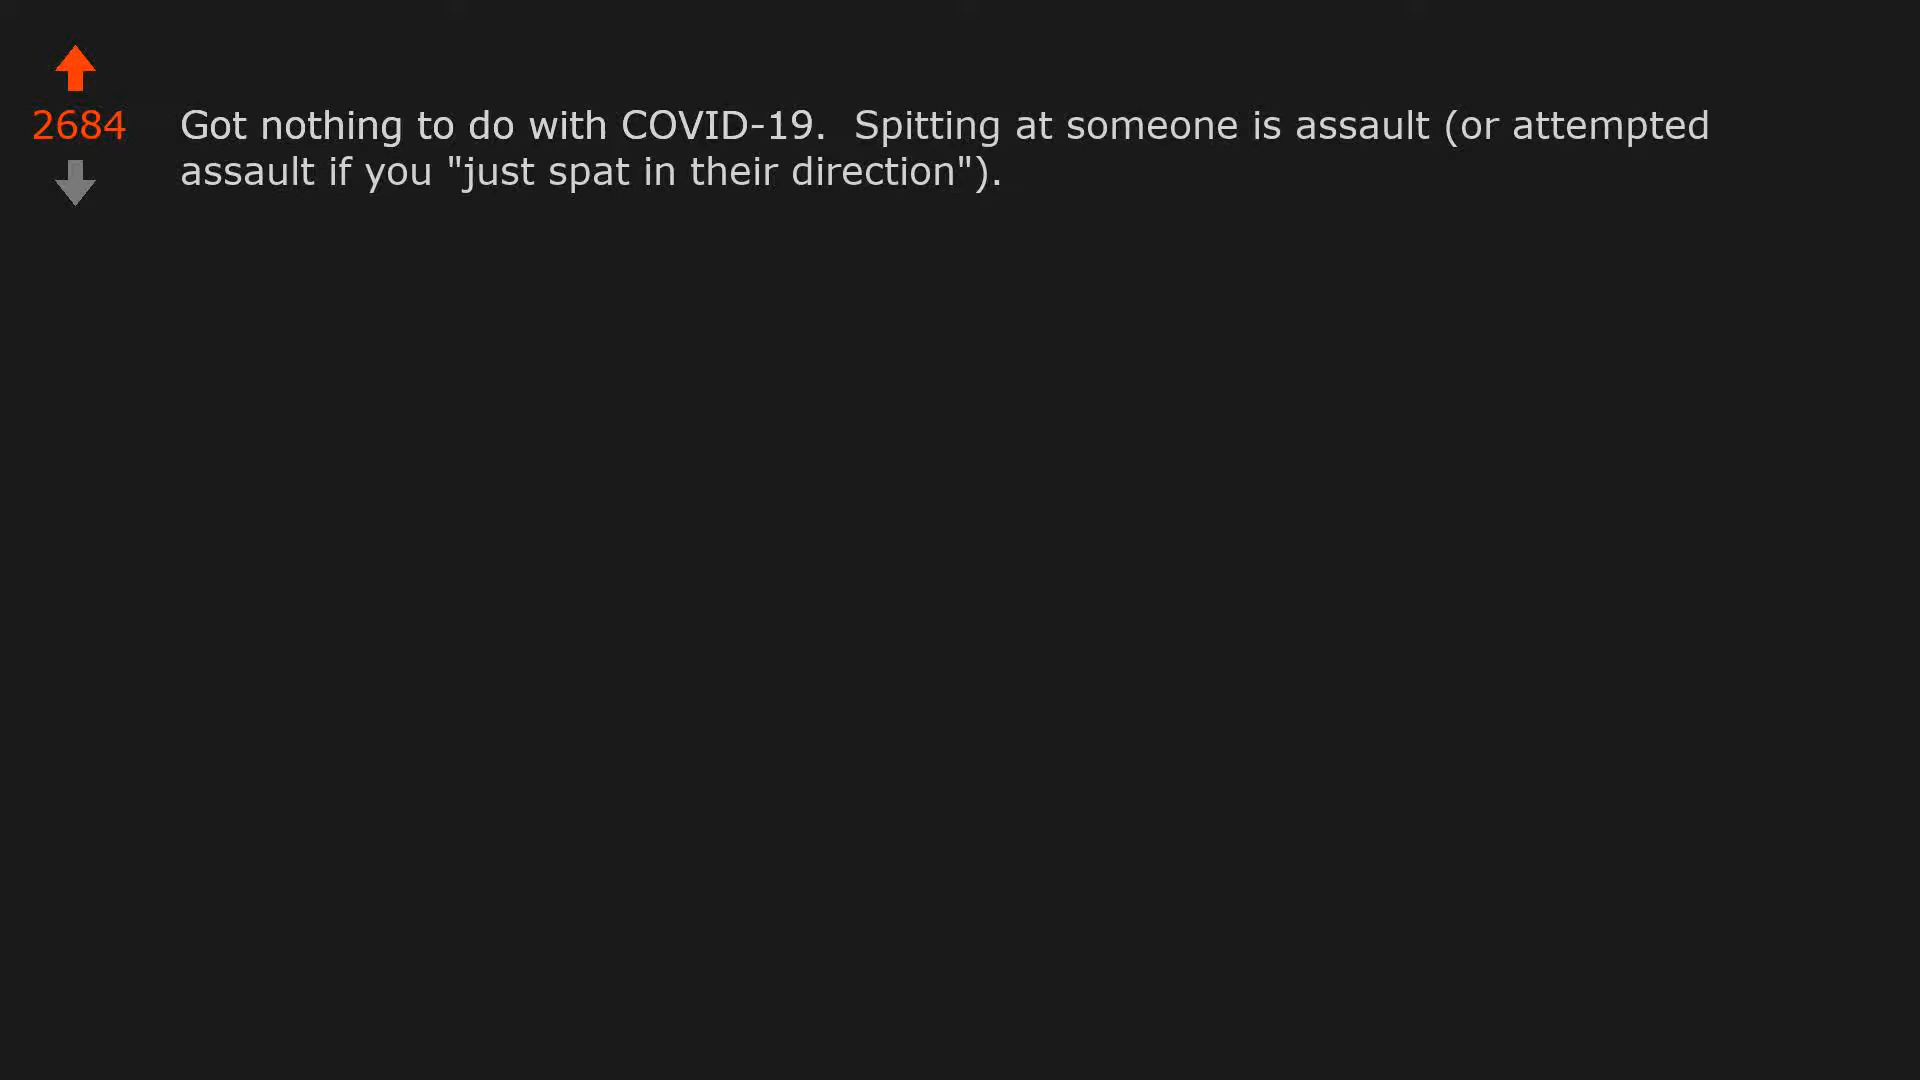 2684
Got nothing to do with COVID-19.  Spitting at someone is assault (or attempted
assault if you "just spat in their direction").